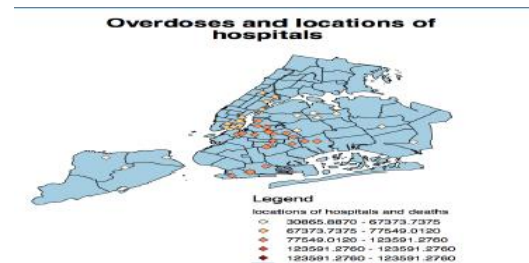 Overdoses and locations of
hospitals
Legend
locations of hospitals and deaths
30865.8870 - 67373.7375
67373.7375 - 77549.0120
77549.0120 - 123591.2760
123591.2760 - 123591.2760
123591.2760 - 123591.2760